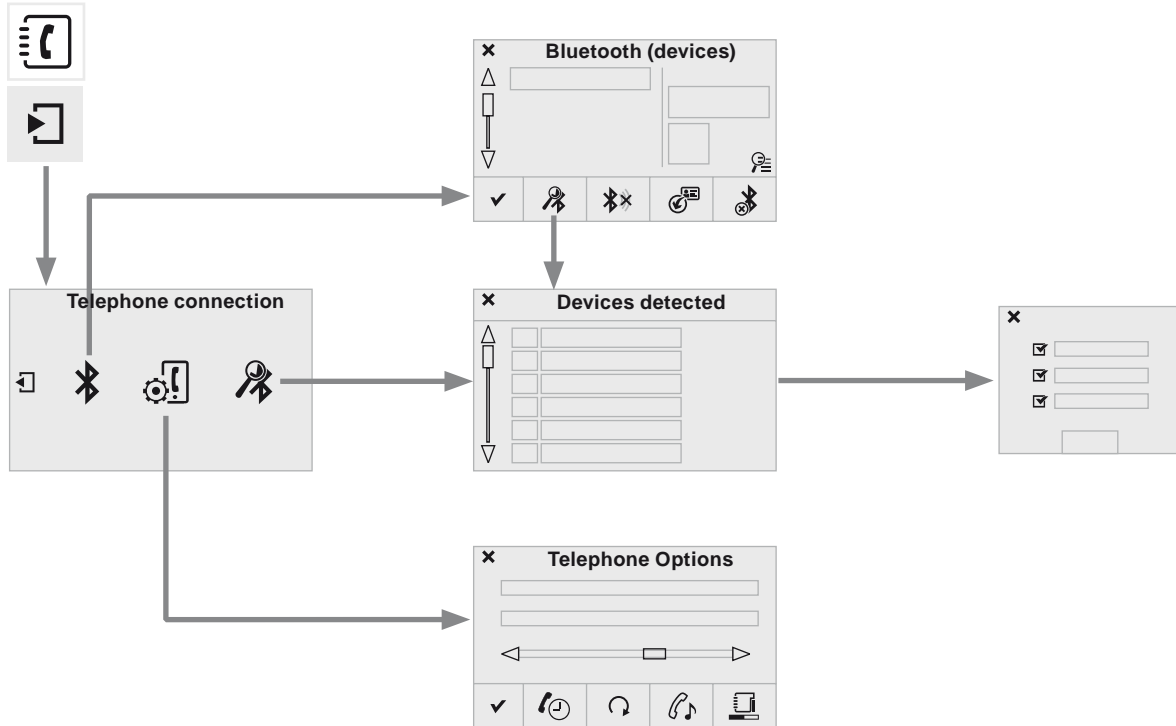 Bluetooth (devices)
Telephone connection
Devices detected
Telephone Options